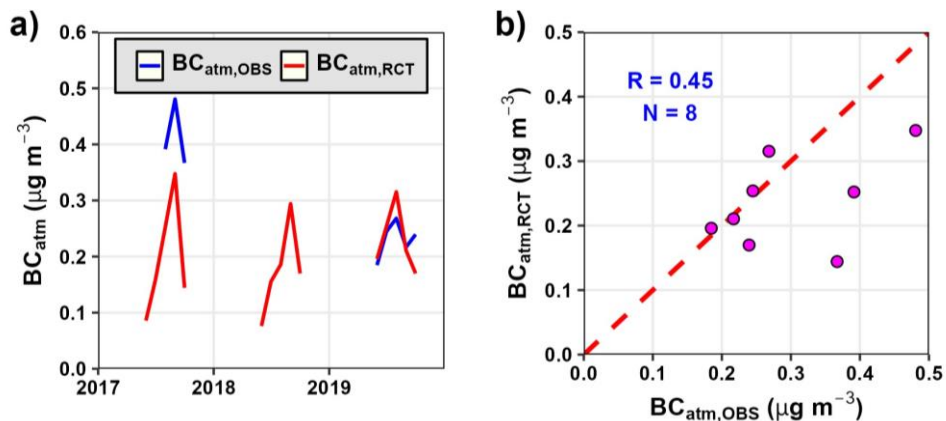 a)
BCatm (µg m−3)
0.6
0.5
0.4
0.3
0.2
0.1
0.0
BCatm,OBS BCatm,RCT
2017 2018 2019
b)
BCatm,RCT (µg m−3)
0.5
0.4
0.3
0.2
0.1
0.0
R = 0.45
N = 8
0.0 0.1 0.2 0.3 0.4 0.5
BCatm,OBS (µg m−3)